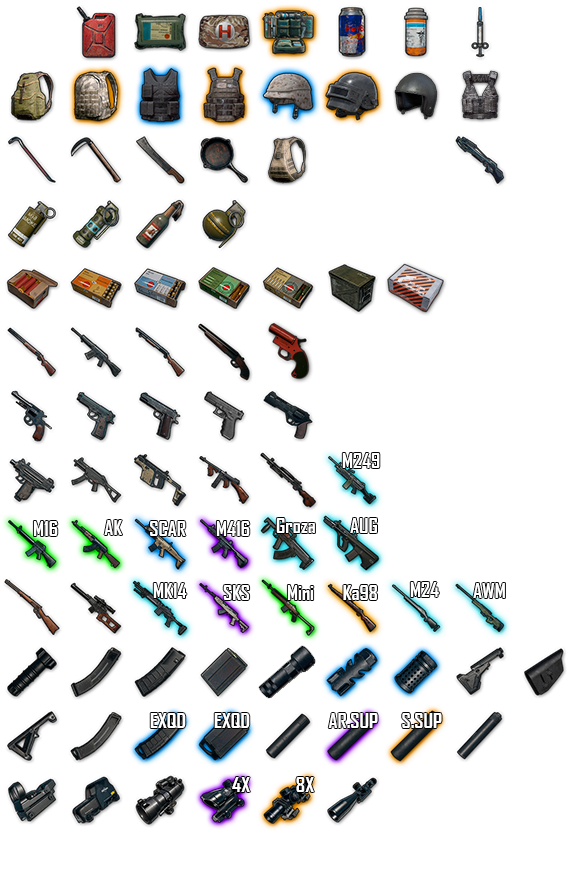 H
M249
M16 AK SCAR M416 Groza AUG
MK14 SKS Mini Ka98 M24 AWM
EXQD EXQD AR.SUP S.SUP
4X 8X